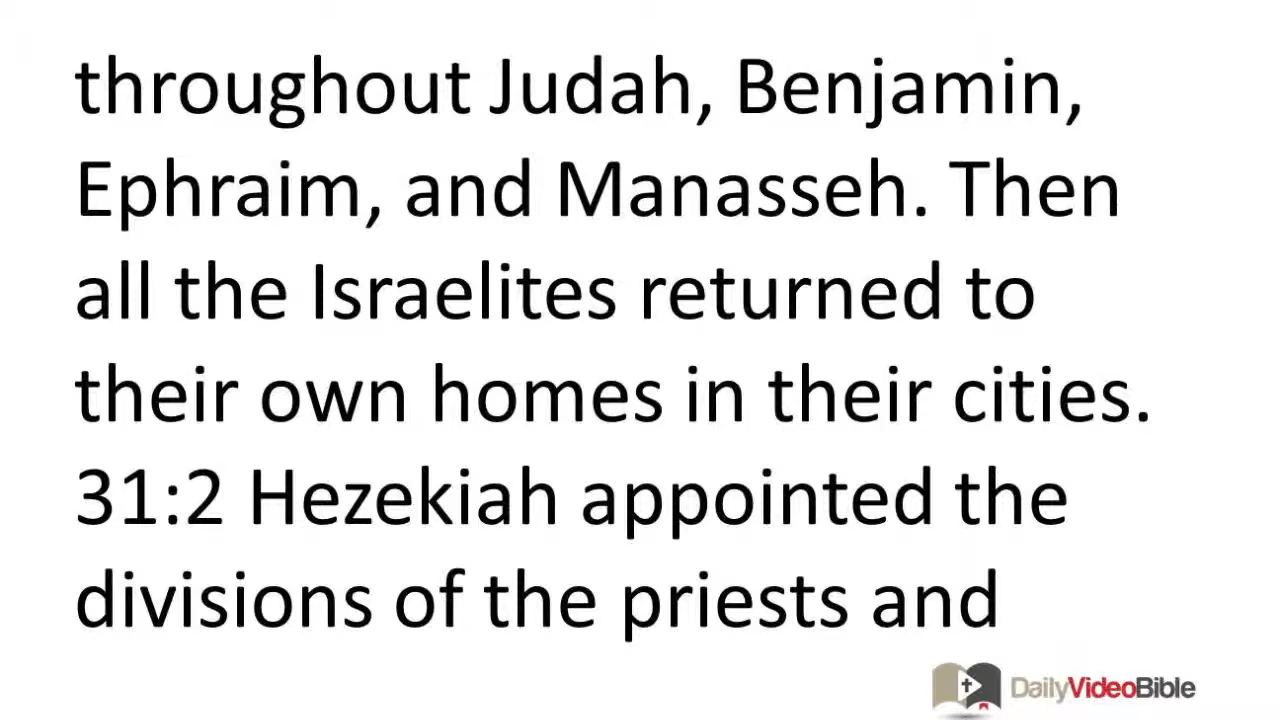 throughout Judah, Benjamin,
Ephraim, and Manasseh. Then
all the Israelites returned to
their own homes in their cities.
31:2 Hezekiah appointed the
divisions of the priests and
DailyVideoBible